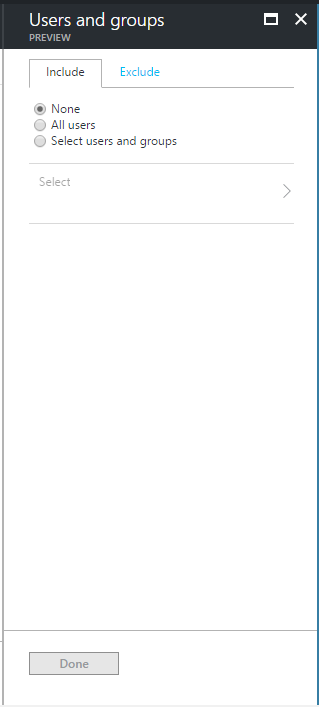 Users and groups
PREVIEW
Include Exclude
None
All users
Select users and groups
Select
Done